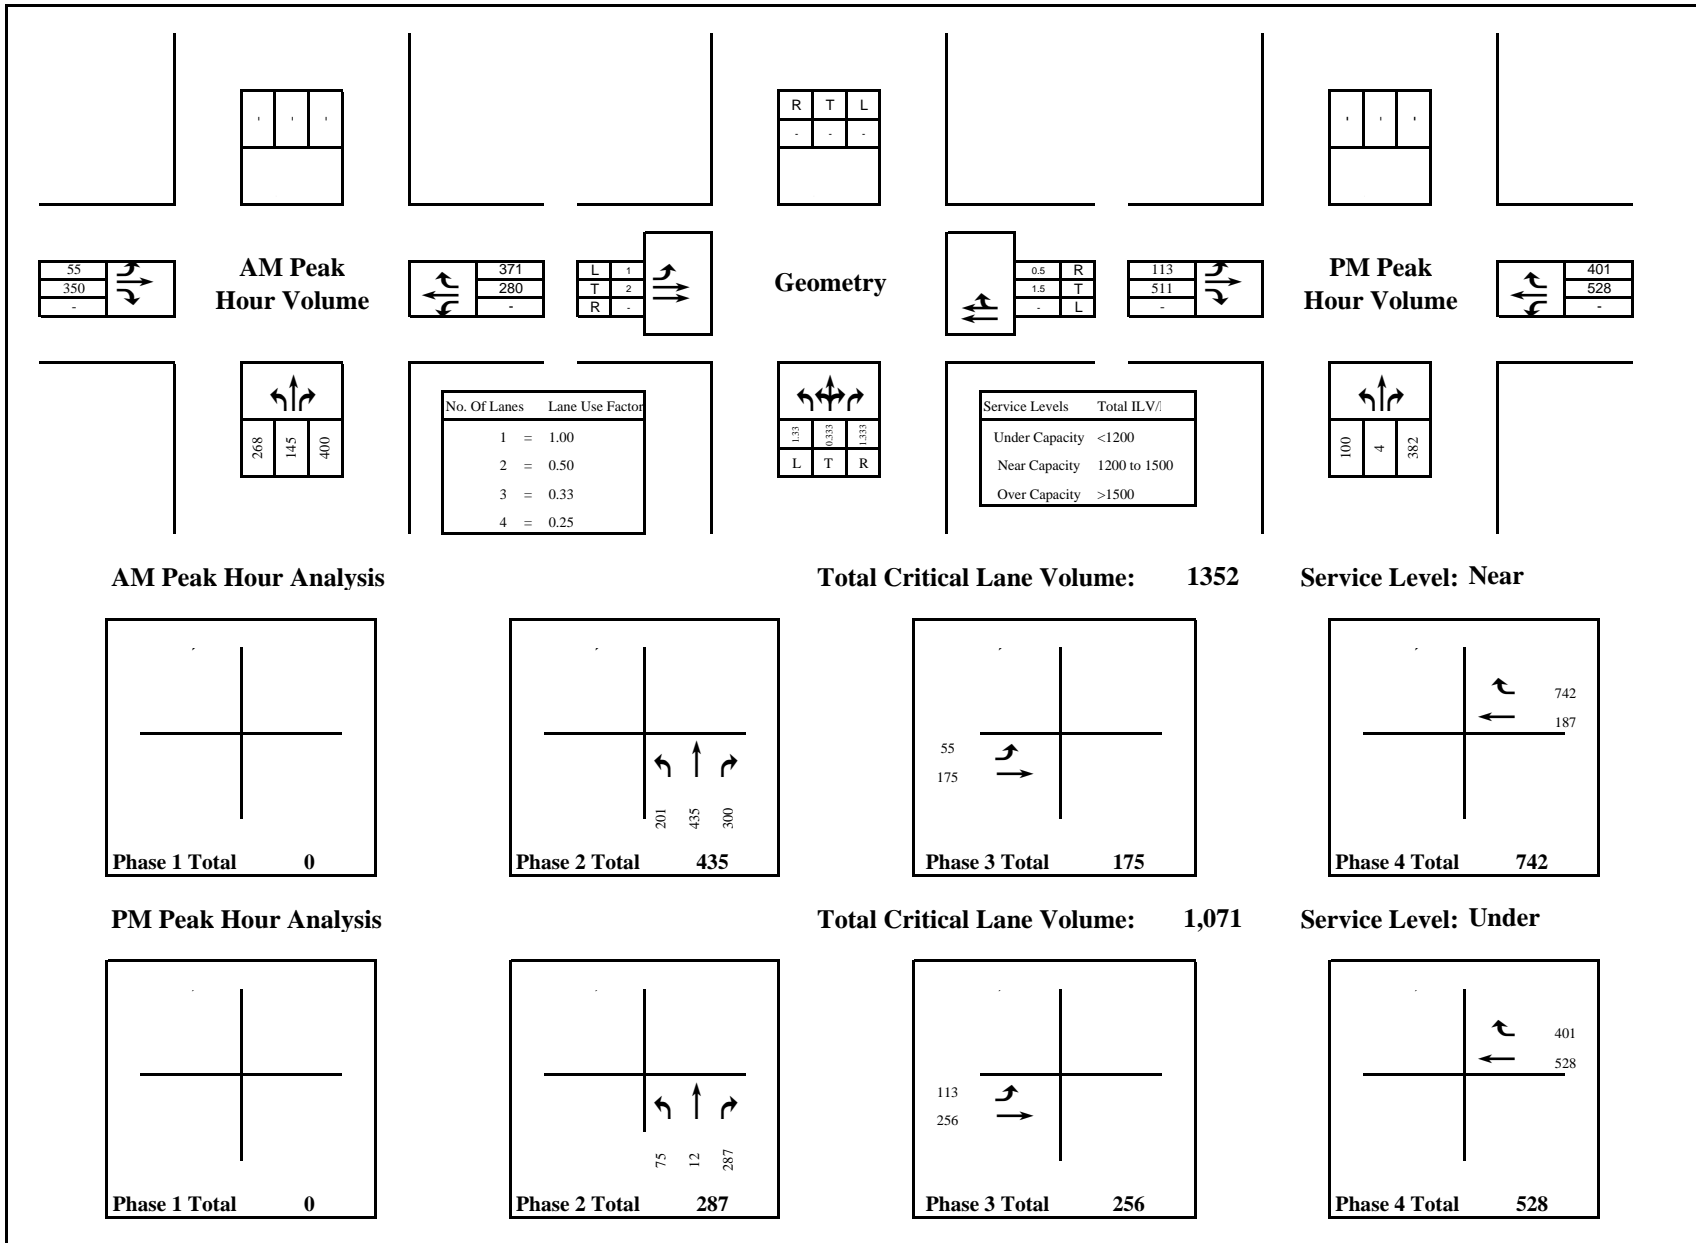 R T L
- - -
55
350
-
AM Peak
Hour Volume
371
280
-
L 1
T 2
R -
Geometry
0.5 R
1.5 T
- L
113
511
-
PM Peak
Hour Volume
401
528
-
268 145 400
No. Of Lanes Lane Use Factor
1 = 1.00
2 = 0.50
3 = 0.33
4 = 0.25
1.33 0.333 1.333
L T R
Service Levels Total ILV/
Under Capacity <1200
Near Capacity 1200 to 1500
Over Capacity >1500
100 4 382
AM Peak Hour Analysis Total Critical Lane Volume: 1352 Service Level: Near
201 435 300
Phase 1 Total 0
Phase 2 Total 435
55
175
Phase 3 Total 175
742
187
Phase 4 Total 742
PM Peak Hour Analysis Total Critical Lane Volume: 1,071 Service Level: Under
Phase 1 Total 0
75 12 287
Phase 2 Total 287
113
256
Phase 3 Total 256
401
528
Phase 4 Total 528